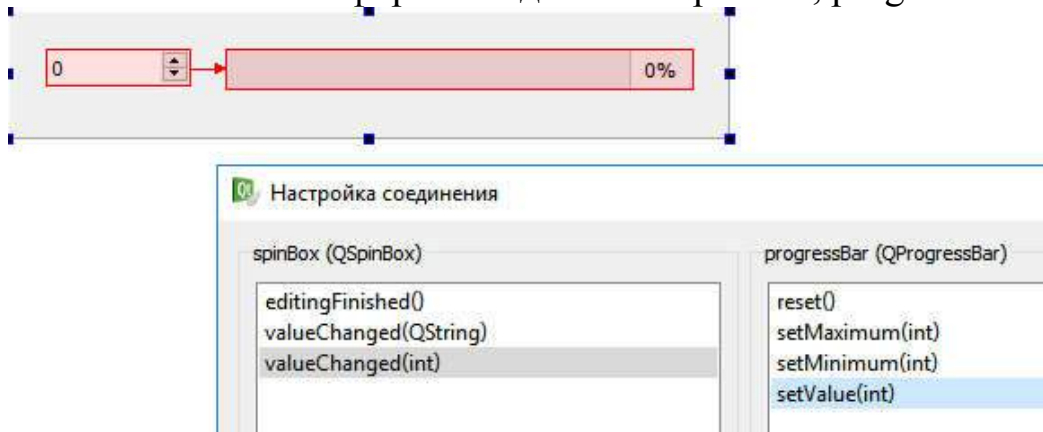 0 0%
Настройка соединения
spinBox (QSpinBox) progressBar (QProgressBar)
editingFinished() reset()
valueChanged(QString) setMaximum(int)
valueChanged(int) setMinimum(int)
setValue(int)